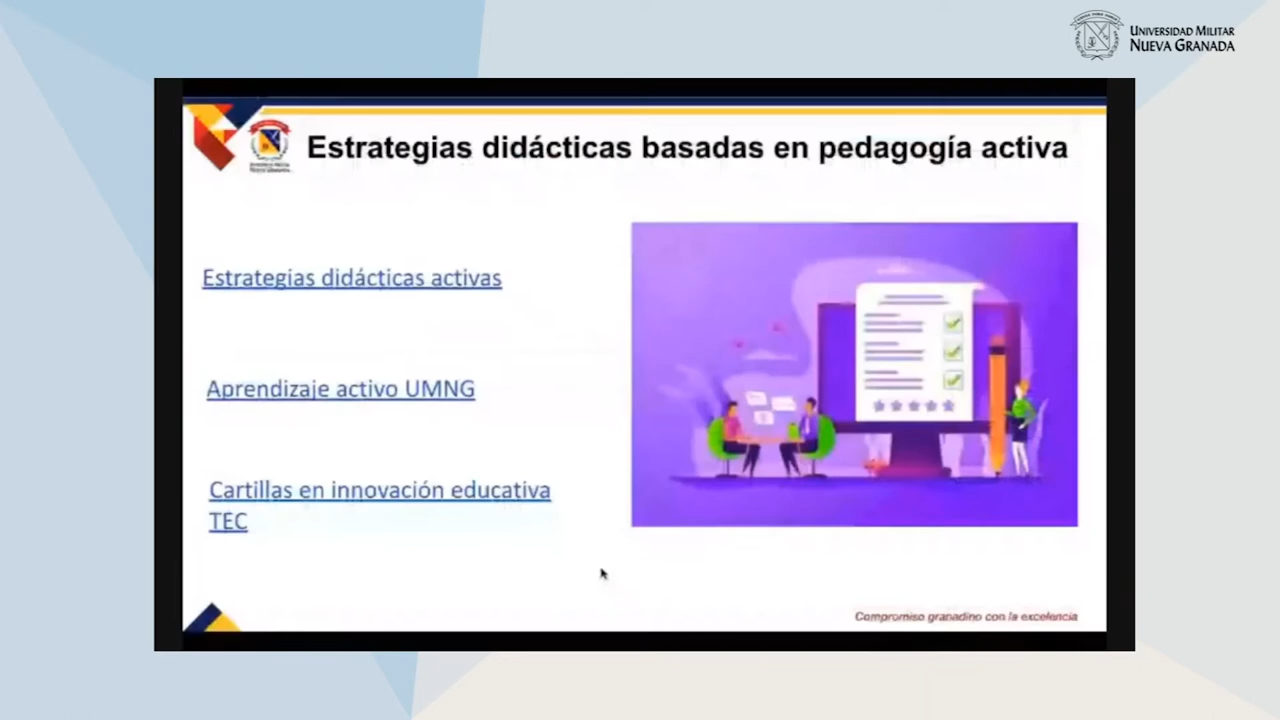 UNIVERSIDAD MILITAR
NUEVA GRANADA
Estrategias didácticas basadas en pedagogía activa
Estrategias didácticas activas
Aprendizaje activo UMNG
Cartillas en innovación educativa
TEC
Compromiso granadino con la excelencia